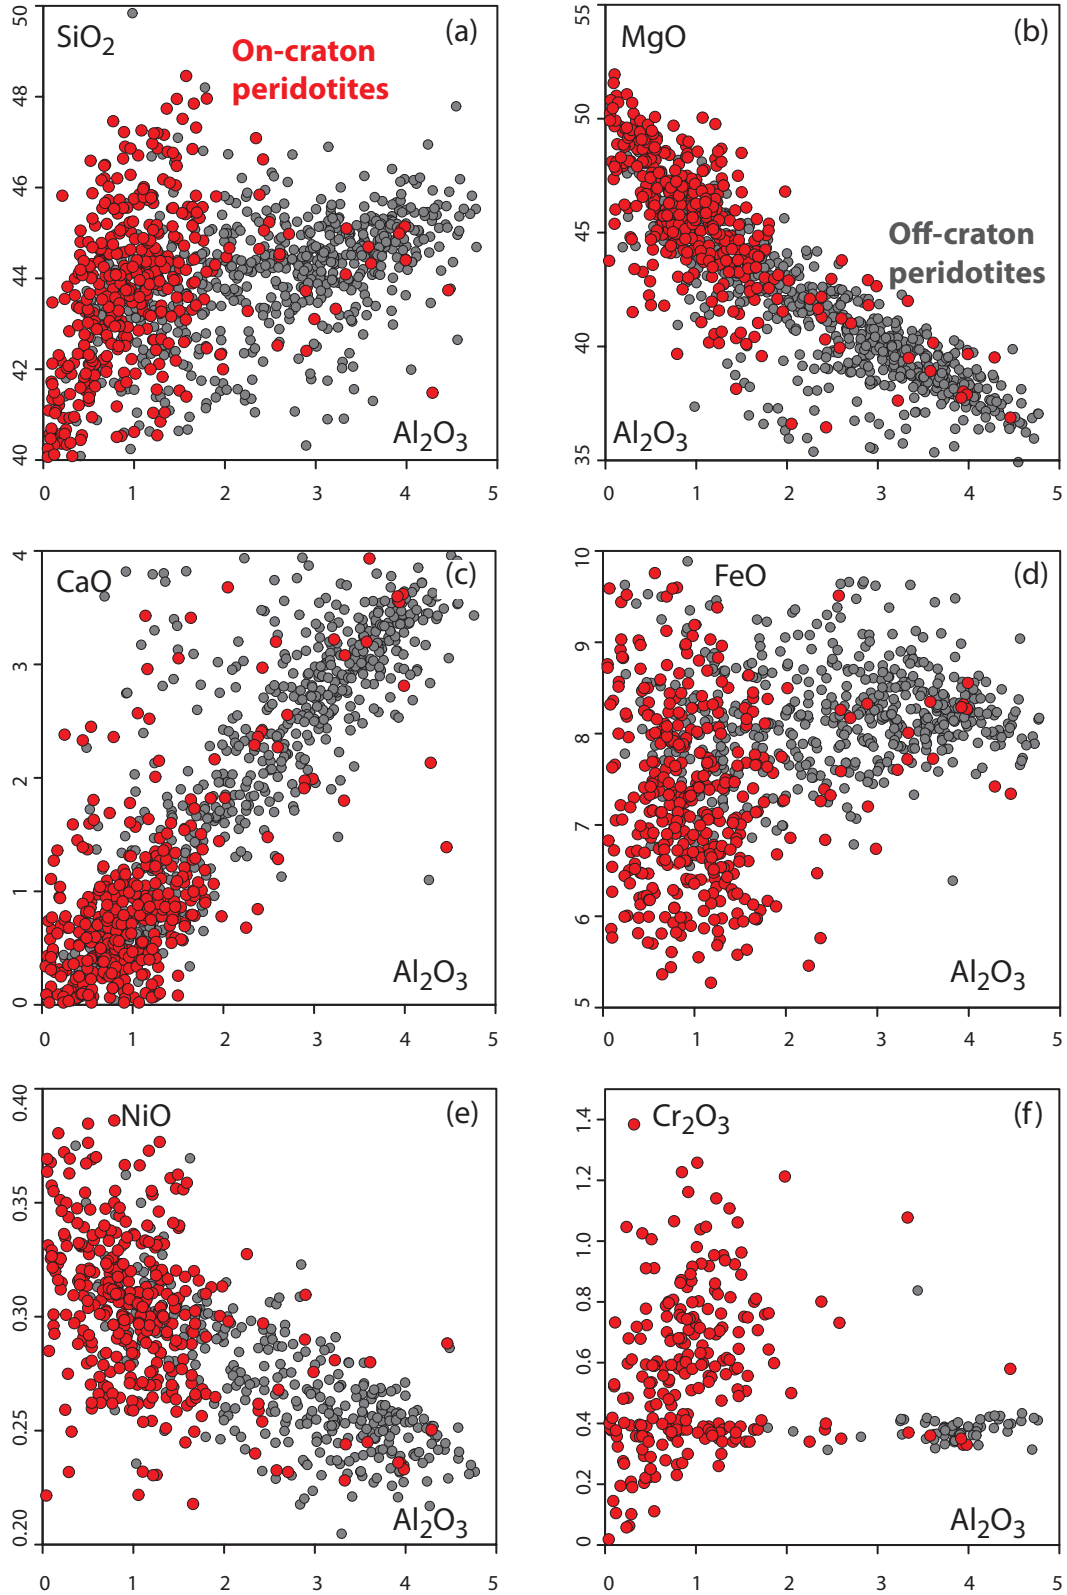 50
48
46
44
42
40
SiO2
On-craton
peridotites
(a)
Al2O3
0 1 2 3 4 5
55
50
45
40
35
MgO
(b)
Off-craton
peridotites
Al2O3
0 1 2 3 4 5
4
3
2
1
0
CaO
(c)
Al2O3
0 1 2 3 4 5
10
9
8
7
6
5
FeO
(d)
Al2O3
0 1 2 3 4 5
0.40
0.35
0.30
0.25
0.20
NiO
(e)
Al2O3
0 1 2 3 4 5
1.4
1.2
1.0
0.8
0.6
0.4
0.2
0
Cr2O3
(f)
Al2O3
0 1 2 3 4 5